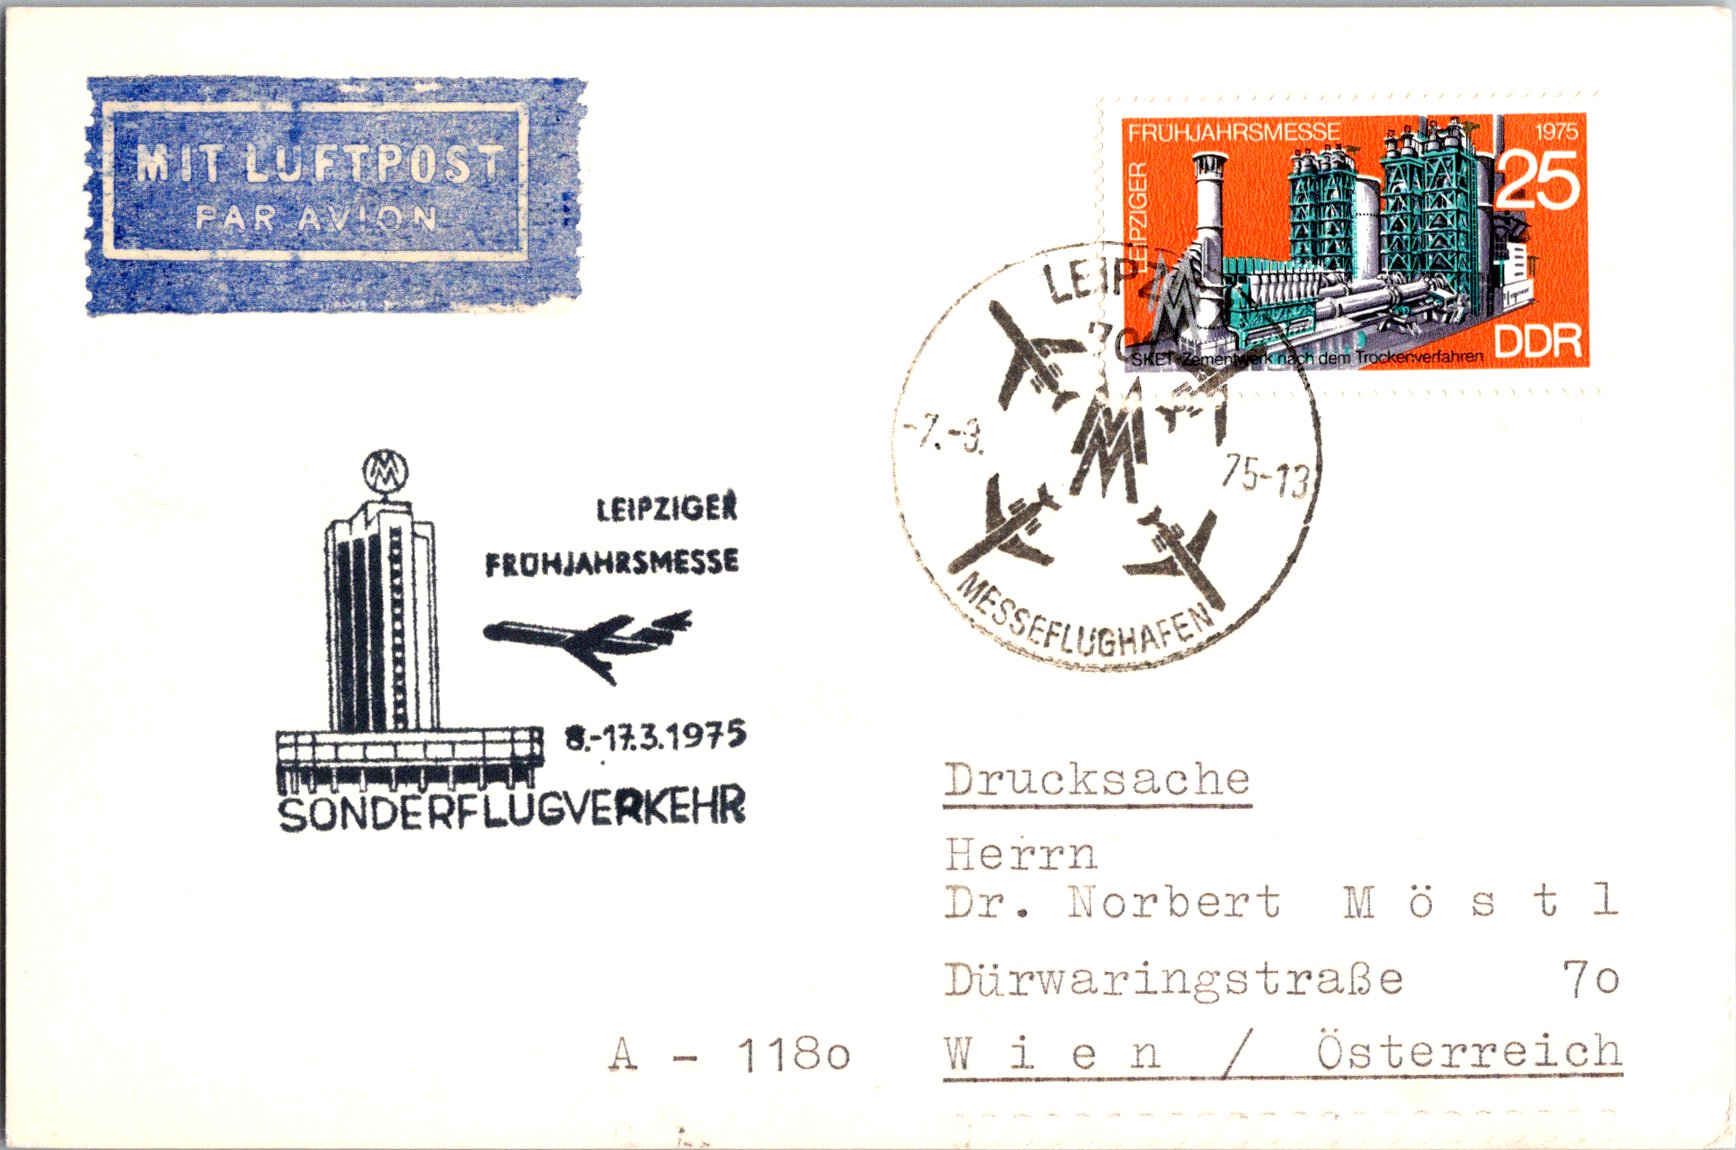 MIT LUFTPOST
PAR AVION
FRÜHJAHRSMESSE 1975
LEIPZIGER
25
DDR
SKET-Zementwerk nach dem Trockenverfahren
LEIPZ
-7.-3.
75-13
MESSEFLUGHAFEN
LEIPZIGER
FRÜHJAHRSMESSE
8.-17.3.1975
SONDERFLUGVERKEHR
Drucksache
Herrn
Dr. Norbert M ö s t l
Dürwaringstraße 7o
A - 118o W i e n / Österreich